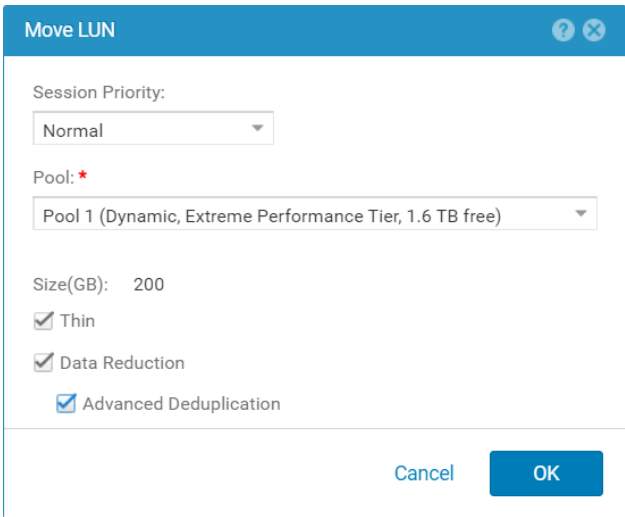 Move LUN
Session Priority:
Normal
Pool: *
Pool 1 (Dynamic, Extreme Performance Tier, 1.6 TB free)
Size(GB): 200
Thin
Data Reduction
Advanced Deduplication
Cancel OK